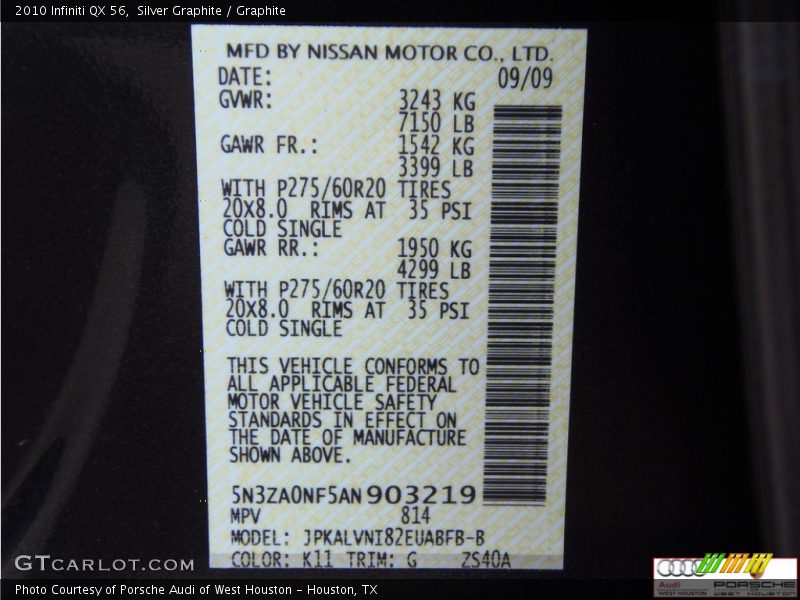 2010 Infiniti QX 56, Silver Graphite / Graphite
MFD BY NISSAN MOTOR CO., LTD.
DATE: 09/09
GVWR: 3243 KG
7150 LB
GAWR FR.: 1542 KG
3399 LB
WITH P275/60R20 TIRES
20X8.0 RIMS AT 35 PSI
COLD SINGLE
GAWR RR.: 1950 KG
4299 LB
WITH P275/60R20 TIRES
20X8.0 RIMS AT 35 PSI
COLD SINGLE
THIS VEHICLE CONFORMS TO
ALL APPLICABLE FEDERAL
MOTOR VEHICLE SAFETY
STANDARDS IN EFFECT ON
THE DATE OF MANUFACTURE
SHOWN ABOVE.
5N3ZA0NF5AN903219
MPV 814
MODEL: JPKALVNI82EUABFB-B
COLOR: K11 TRIM: G ZS40A
GTCARLOT.COM
Audi PORSCHE
WEST HOUSTON WEST HOUSTON
Photo Courtesy of Porsche Audi of West Houston - Houston, TX